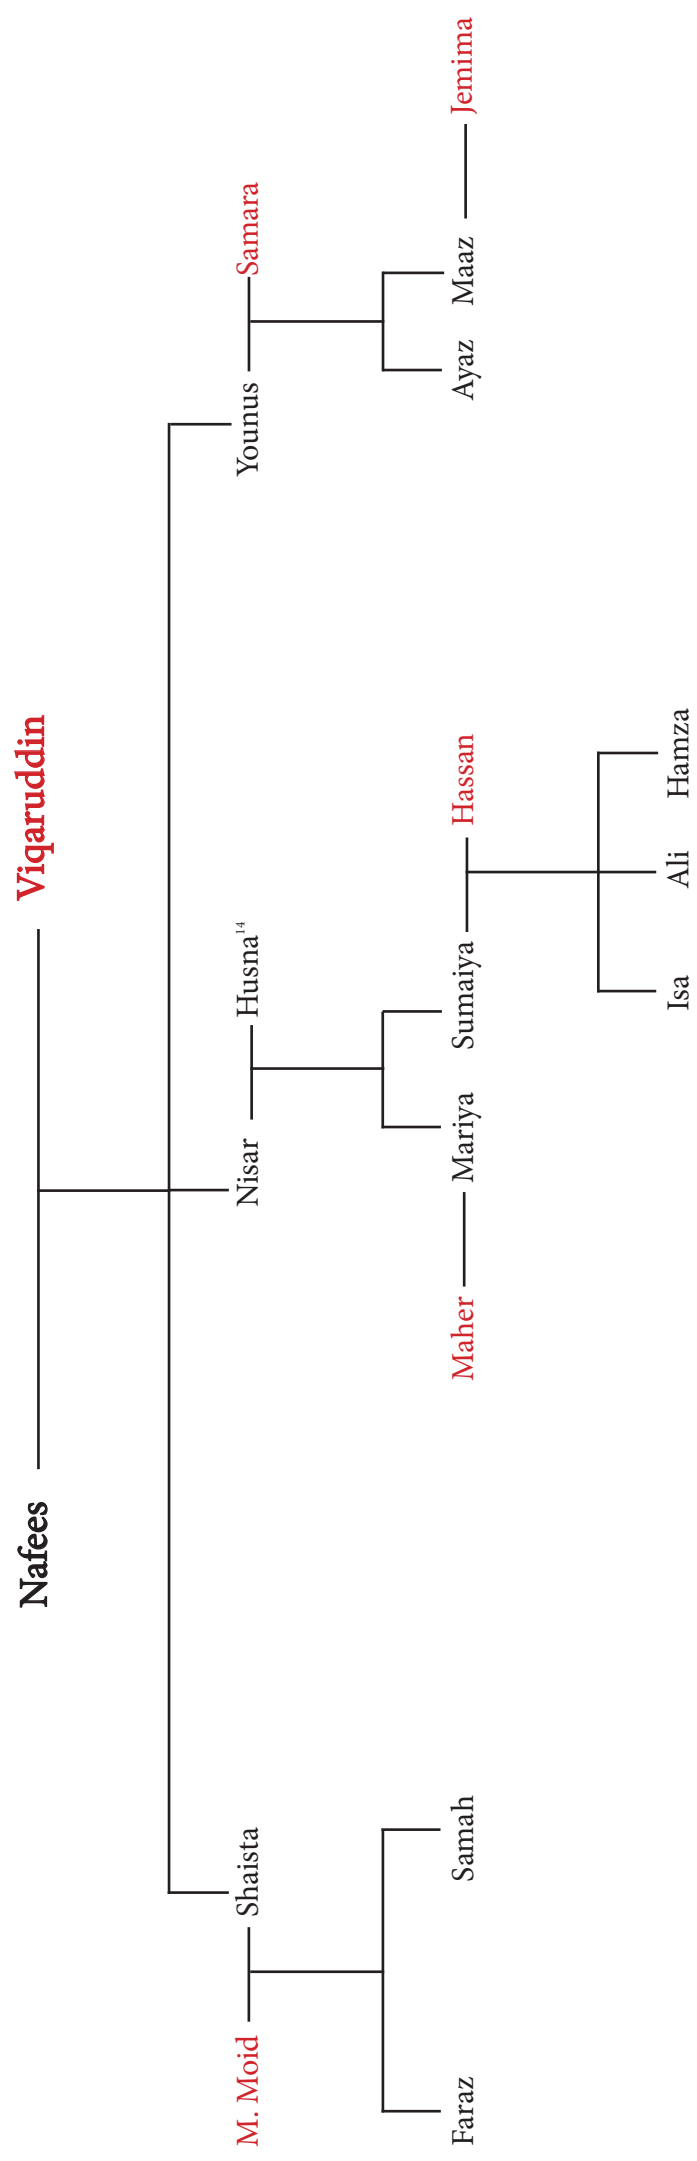 Nafees Viqaruddin
M. Moid Shaista Nisar Husna¹⁴ Younus Samara
Faraz Samah Maher Mariya Sumaiya Hassan Ayaz Maaz Jemima
Isa Ali Hamza